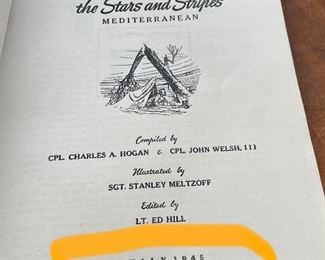 the Stars and Stripes
MEDITERRANEAN
Compiled by
CPL. CHARLES A. HOGAN & CPL. JOHN WELSH, III
Illustrated by
SGT. STANLEY MELTZOFF
Edited by
LT. ED HILL
1945